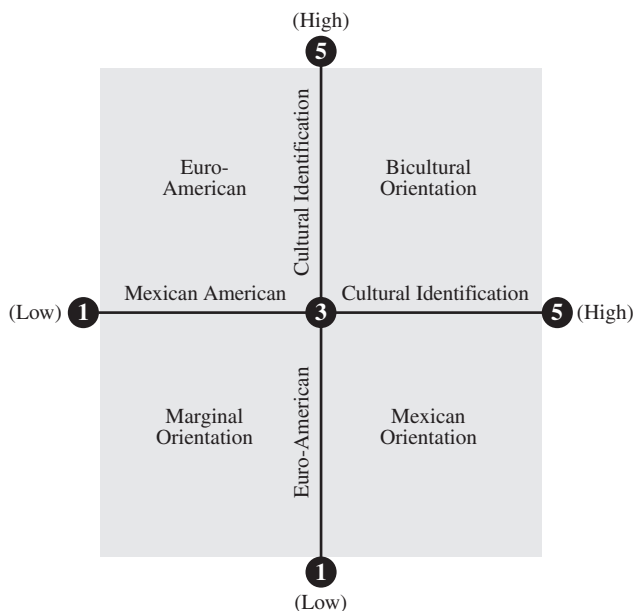 (High)
5
Cultural Identification
Euro-
American
Bicultural
Orientation
Mexican American
Cultural Identification
(Low)
1
3
5
(High)
Marginal
Orientation
Euro-American
Mexican
Orientation
1
(Low)